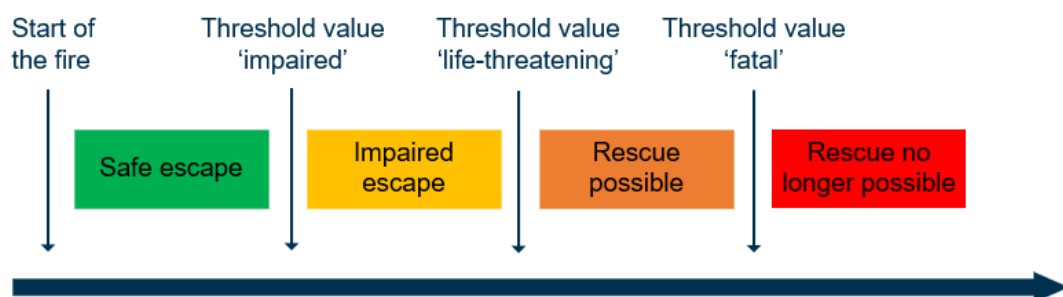 Start of
the fire
Threshold value
‘impaired’
Threshold value
‘life-threatening’
Threshold value
‘fatal’
Safe escape
Impaired
escape
Rescue
possible
Rescue no
longer possible